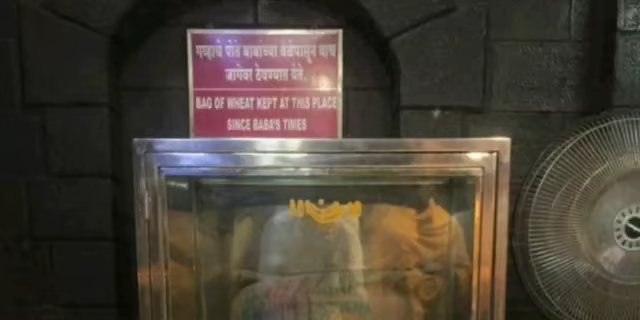 गव्हाचे पोते बाबांच्या वेळेपासून याच
जागेवर ठेवण्यात येते.
BAG OF WHEAT KEPT AT THIS PLACE
SINCE BABA'S TIMES